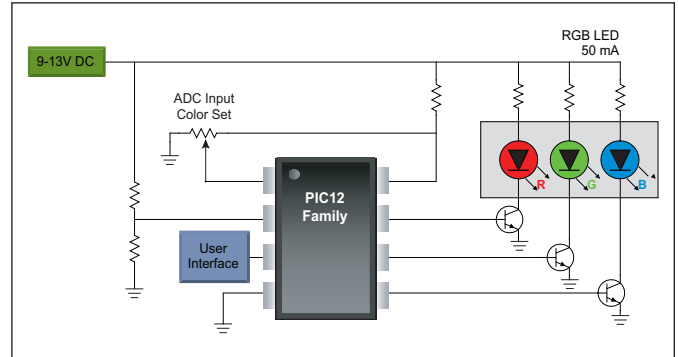 RGB LED
50 mA
9-13V DC
ADC Input
Color Set
PIC12
Family
R
G
B
User
Interface